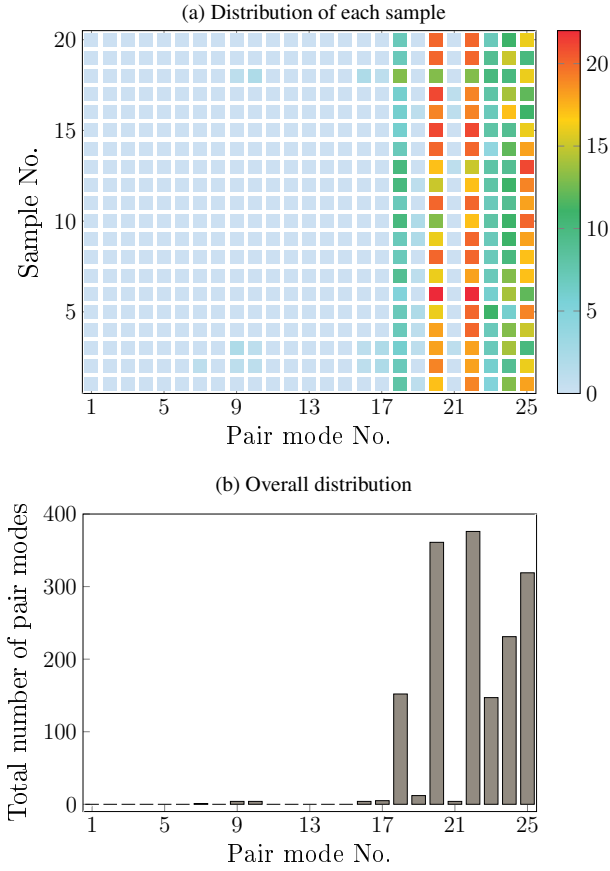 (a) Distribution of each sample
20
15
10
5
Sample No.
1 5 9 13 17 21 25
Pair mode No.
20
15
10
5
0
(b) Overall distribution
400
300
200
100
0
Total number of pair modes
1 5 9 13 17 21 25
Pair mode No.